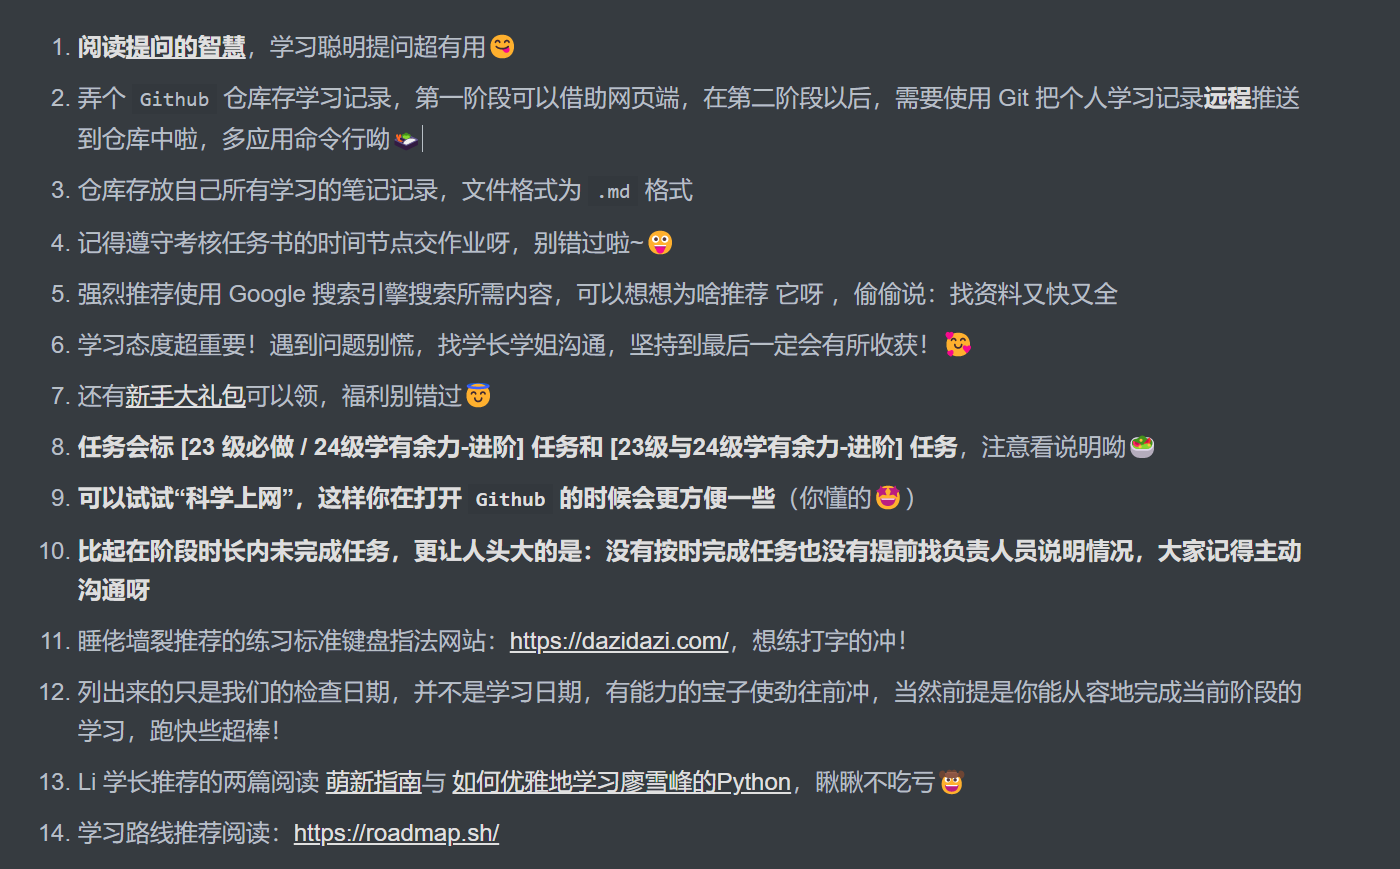 1. 阅读提问的智慧，学习聪明提问超有用😋
2. 弄个 Github 仓库存学习记录，第一阶段可以借助网页端，在第二阶段以后，需要使用 Git 把个人学习记录远程推送
到仓库中啦，多应用命令行呦🍱
3. 仓库存放自己所有学习的笔记记录，文件格式为 .md 格式
4. 记得遵守考核任务书的时间节点交作业呀，别错过啦~🤪
5. 强烈推荐使用 Google 搜索引擎搜索所需内容，可以想想为啥推荐 它呀 ，偷偷说：找资料又快又全
6. 学习态度超重要！遇到问题别慌，找学长学姐沟通，坚持到最后一定会有所收获！🥰
7. 还有新手大礼包可以领，福利别错过😇
8. 任务会标 [23 级必做 / 24级学有余力-进阶] 任务和 [23级与24级学有余力-进阶] 任务，注意看说明呦🥗
9. 可以试试“科学上网”，这样你在打开 Github 的时候会更方便一些（你懂的🤩）
10. 比起在阶段时长内未完成任务，更让人头大的是：没有按时完成任务也没有提前找负责人员说明情况，大家记得主动
沟通呀
11. 睡佬墙裂推荐的练习标准键盘指法网站：https://dazidazi.com/，想练打字的冲！
12. 列出来的只是我们的检查日期，并不是学习日期，有能力的宝子使劲往前冲，当然前提是你能从容地完成当前阶段的
学习，跑快些超棒！
13. Li 学长推荐的两篇阅读 萌新指南与 如何优雅地学习廖雪峰的Python，瞅瞅不吃亏🤠
14. 学习路线推荐阅读：https://roadmap.sh/